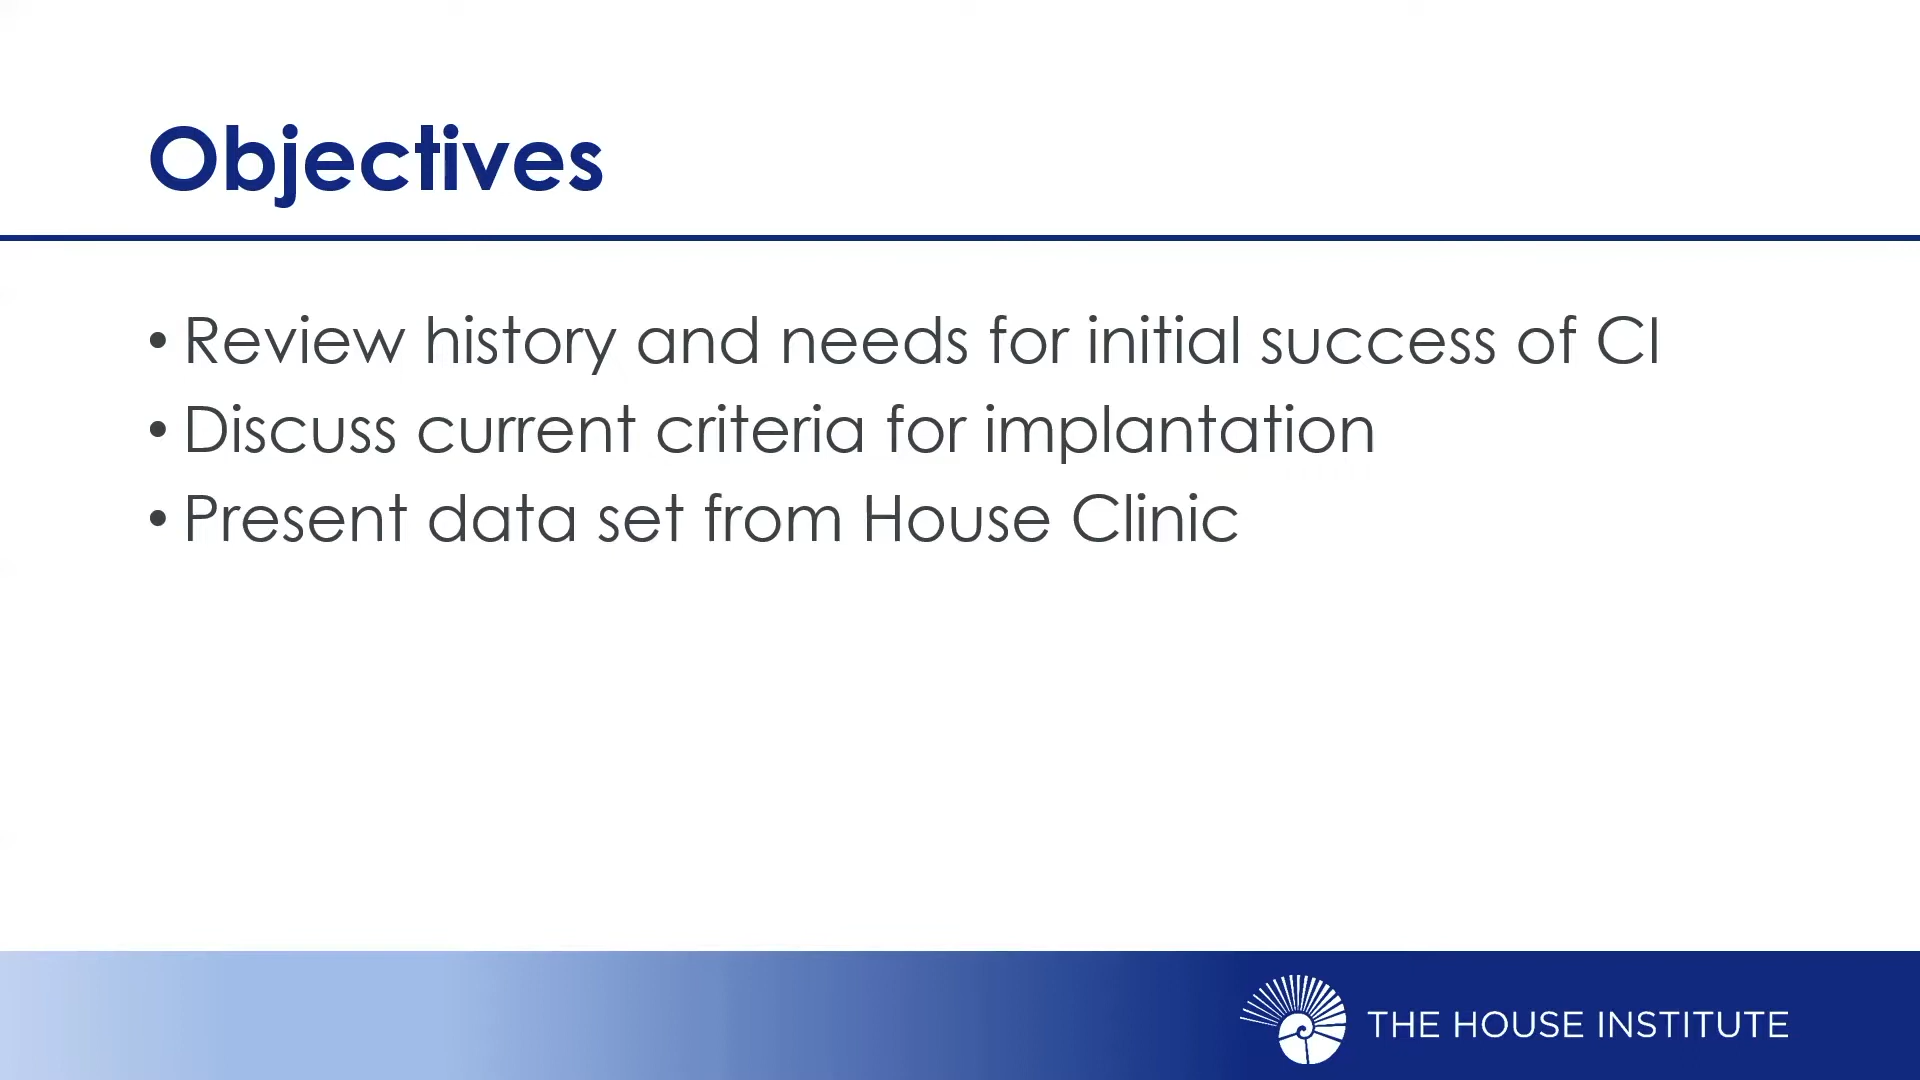 Objectives
• Review history and needs for initial success of CI
• Discuss current criteria for implantation
• Present data set from House Clinic
THE HOUSE INSTITUTE